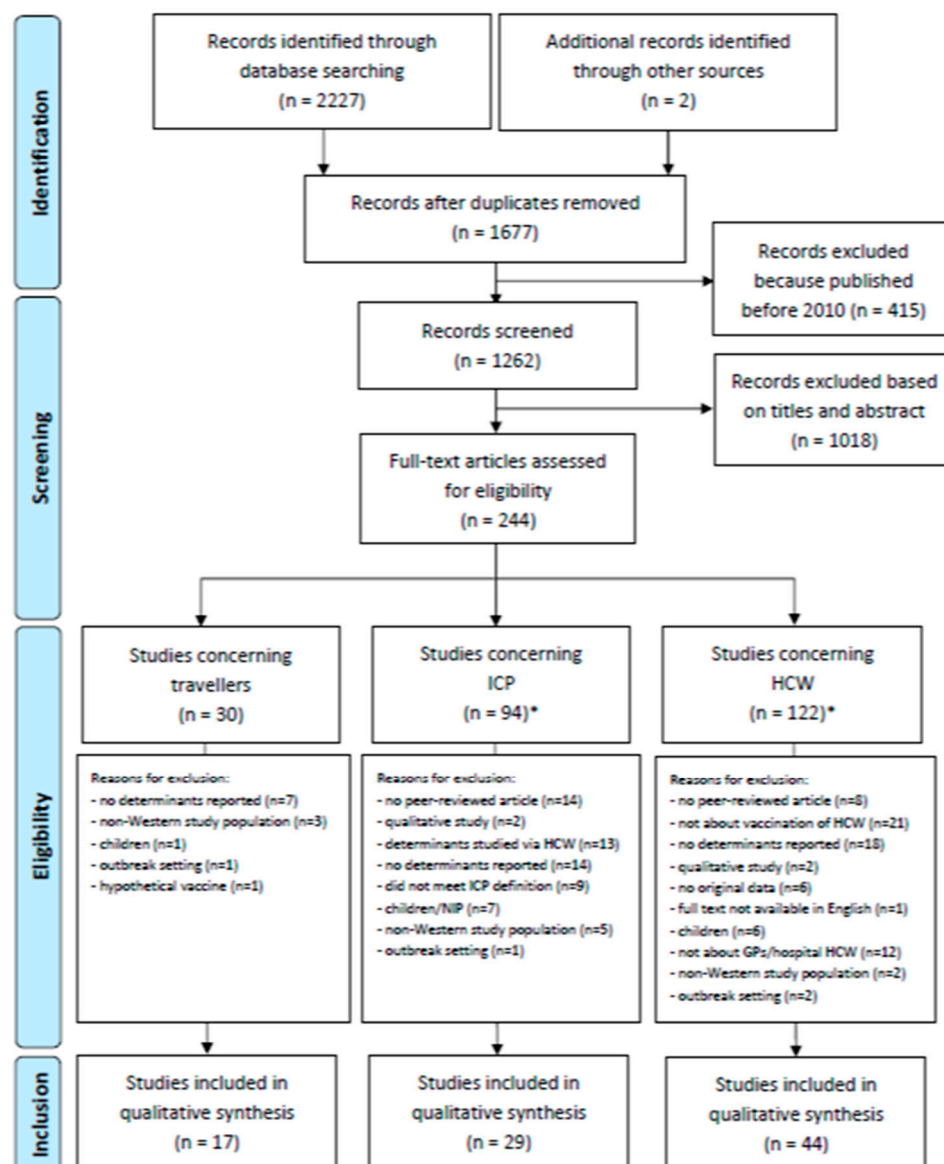 Identification
Records identified through
database searching
(n = 2227)
Additional records identified
through other sources
(n = 2)
Records after duplicates removed
(n = 1677)
Records excluded
because published
before 2010 (n = 415)
Screening
Records screened
(n = 1262)
Records excluded based
on titles and abstract
(n = 1018)
Full-text articles assessed
for eligibility
(n = 244)
Eligibility
Studies concerning
travellers
(n = 30)
Studies concerning
ICP
(n = 94)*
Studies concerning
HCW
(n = 122)*
Reasons for exclusion:
- no determinants reported (n=7)
- non-Western study population (n=3)
- children (n=1)
- outbreak setting (n=1)
- hypothetical vaccine (n=1)
Reasons for exclusion:
- no peer-reviewed article (n=14)
- qualitative study (n=2)
- determinants studied via HCW (n=13)
- no determinants reported (n=14)
- did not meet ICP definition (n=9)
- children/NIP (n=7)
- non-Western study population (n=5)
- outbreak setting (n=1)
Reasons for exclusion:
- no peer-reviewed article (n=8)
- not about vaccination of HCW (n=21)
- no determinants reported (n=18)
- qualitative study (n=2)
- no original data (n=6)
- full text not available in English (n=1)
- children (n=6)
- not about GPs/hospital HCW (n=12)
- non-Western study population (n=2)
- outbreak setting (n=2)
Inclusion
Studies included in
qualitative synthesis
(n = 17)
Studies included in
qualitative synthesis
(n = 29)
Studies included in
qualitative synthesis
(n = 44)